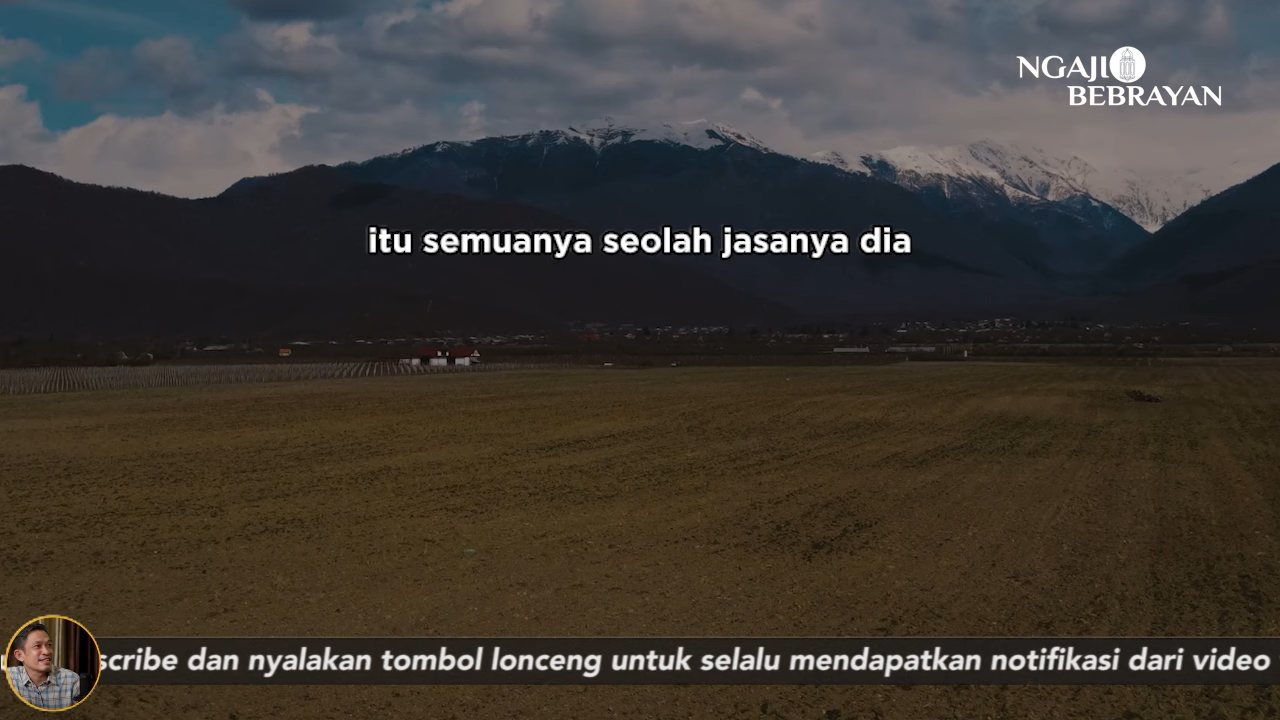 NGAJI
BEBRAYAN
itu semuanya seolah jasanya dia
scribe dan nyalakan tombol lonceng untuk selalu mendapatkan notifikasi dari video